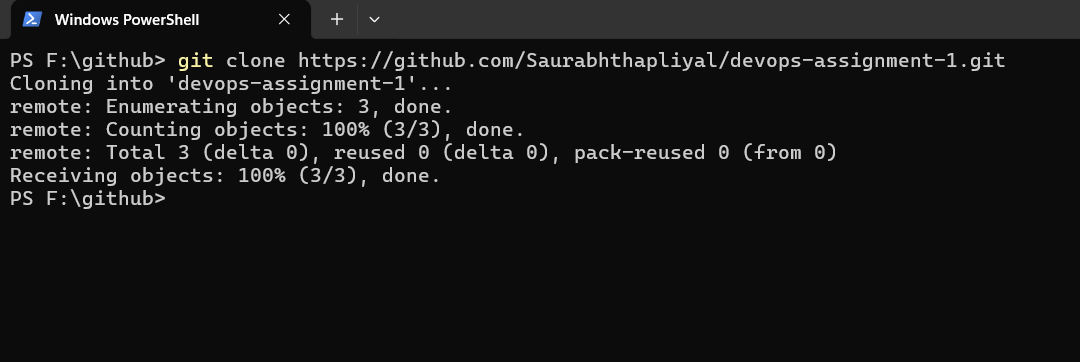 Windows PowerShell
PS F:\github> git clone https://github.com/Saurabhthapliyal/devops-assignment-1.git
Cloning into 'devops-assignment-1'...
remote: Enumerating objects: 3, done.
remote: Counting objects: 100% (3/3), done.
remote: Total 3 (delta 0), reused 0 (delta 0), pack-reused 0 (from 0)
Receiving objects: 100% (3/3), done.
PS F:\github>